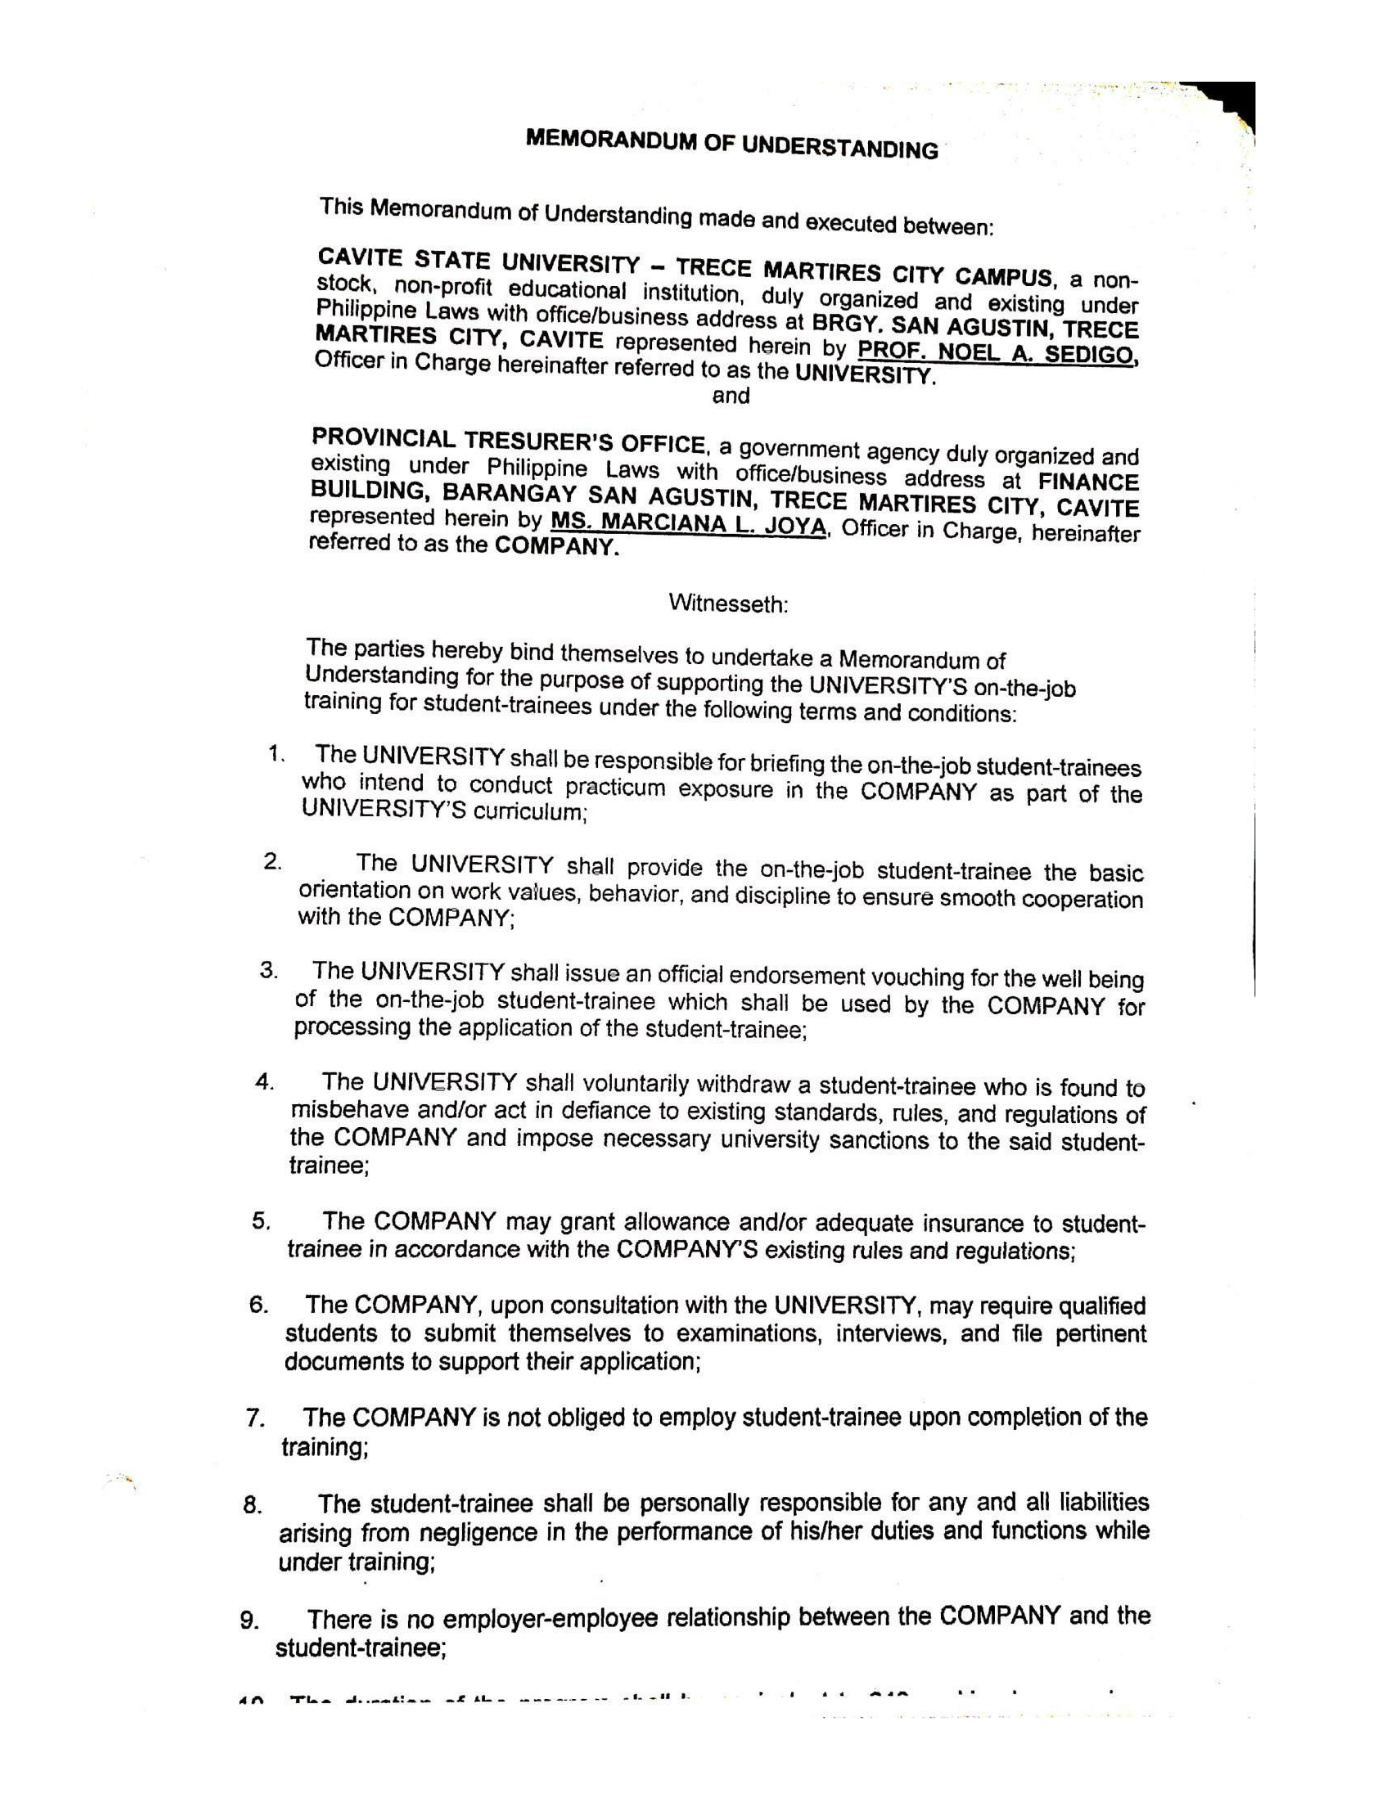 MEMORANDUM OF UNDERSTANDING
This Memorandum of Understanding made and executed between:
CAVITE STATE UNIVERSITY – TRECE MARTIRES CITY CAMPUS, a non-
stock, non-profit educational institution, duly organized and existing under
Philippine Laws with office/business address at BRGY. SAN AGUSTIN, TRECE
MARTIRES CITY, CAVITE represented herein by PROF. NOEL A. SEDIGO,
Officer in Charge hereinafter referred to as the UNIVERSITY.
and
PROVINCIAL TRESURER'S OFFICE, a government agency duly organized and
existing under Philippine Laws with office/business address at FINANCE
BUILDING, BARANGAY SAN AGUSTIN, TRECE MARTIRES CITY, CAVITE
represented herein by MS. MARCIANA L. JOYA, Officer in Charge, hereinafter
referred to as the COMPANY.
Witnesseth:
The parties hereby bind themselves to undertake a Memorandum of
Understanding for the purpose of supporting the UNIVERSITY'S on-the-job
training for student-trainees under the following terms and conditions:
1. The UNIVERSITY shall be responsible for briefing the on-the-job student-trainees
who intend to conduct practicum exposure in the COMPANY as part of the
UNIVERSITY'S curriculum;
2. The UNIVERSITY shall provide the on-the-job student-trainee the basic
orientation on work values, behavior, and discipline to ensure smooth cooperation
with the COMPANY;
3. The UNIVERSITY shall issue an official endorsement vouching for the well being
of the on-the-job student-trainee which shall be used by the COMPANY for
processing the application of the student-trainee;
4. The UNIVERSITY shall voluntarily withdraw a student-trainee who is found to
misbehave and/or act in defiance to existing standards, rules, and regulations of
the COMPANY and impose necessary university sanctions to the said student-
trainee;
5. The COMPANY may grant allowance and/or adequate insurance to student-
trainee in accordance with the COMPANY'S existing rules and regulations;
6. The COMPANY, upon consultation with the UNIVERSITY, may require qualified
students to submit themselves to examinations, interviews, and file pertinent
documents to support their application;
7. The COMPANY is not obliged to employ student-trainee upon completion of the
training;
8. The student-trainee shall be personally responsible for any and all liabilities
arising from negligence in the performance of his/her duties and functions while
under training;
9. There is no employer-employee relationship between the COMPANY and the
student-trainee;
10 The duration of the program shall